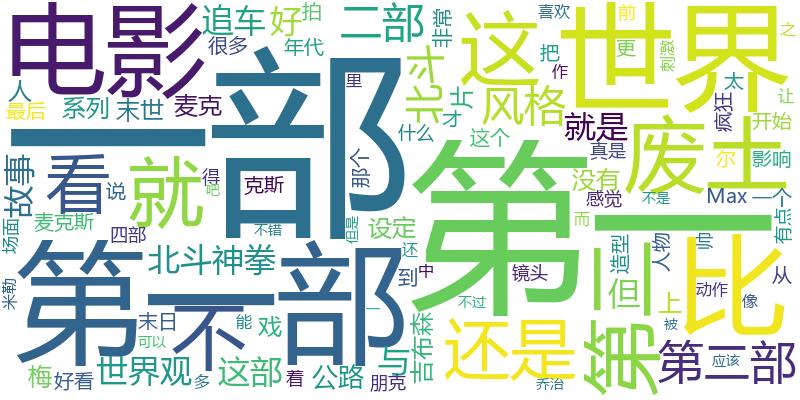 电影
追车
好
拍
二部
非常
喜欢
前
之
很多
年代
把
更
刺激
作
这
世界
人
最后
系列
末世
麦克
一部
里
北斗
片
才
风格
太
疯狂
让
开始
什么
这个
就是
真是
尔
影响
故事
看
就
说
得
吧
克斯
那个
第一
没有
感觉
不是
废土
Max
一个
有点
场面
麦克斯
四部
不错
但是
设定
还
而
造型
人物
帅
米勒
第一部
北斗神拳
到
中
镜头
三
但
上
动作
比
从
像
末日
不
能
戏
一
吉布森
不过
还是
第
被
第二部
可以
梅
好看
世界观
多
这部
着
公路
朋克
与
乔治
应该